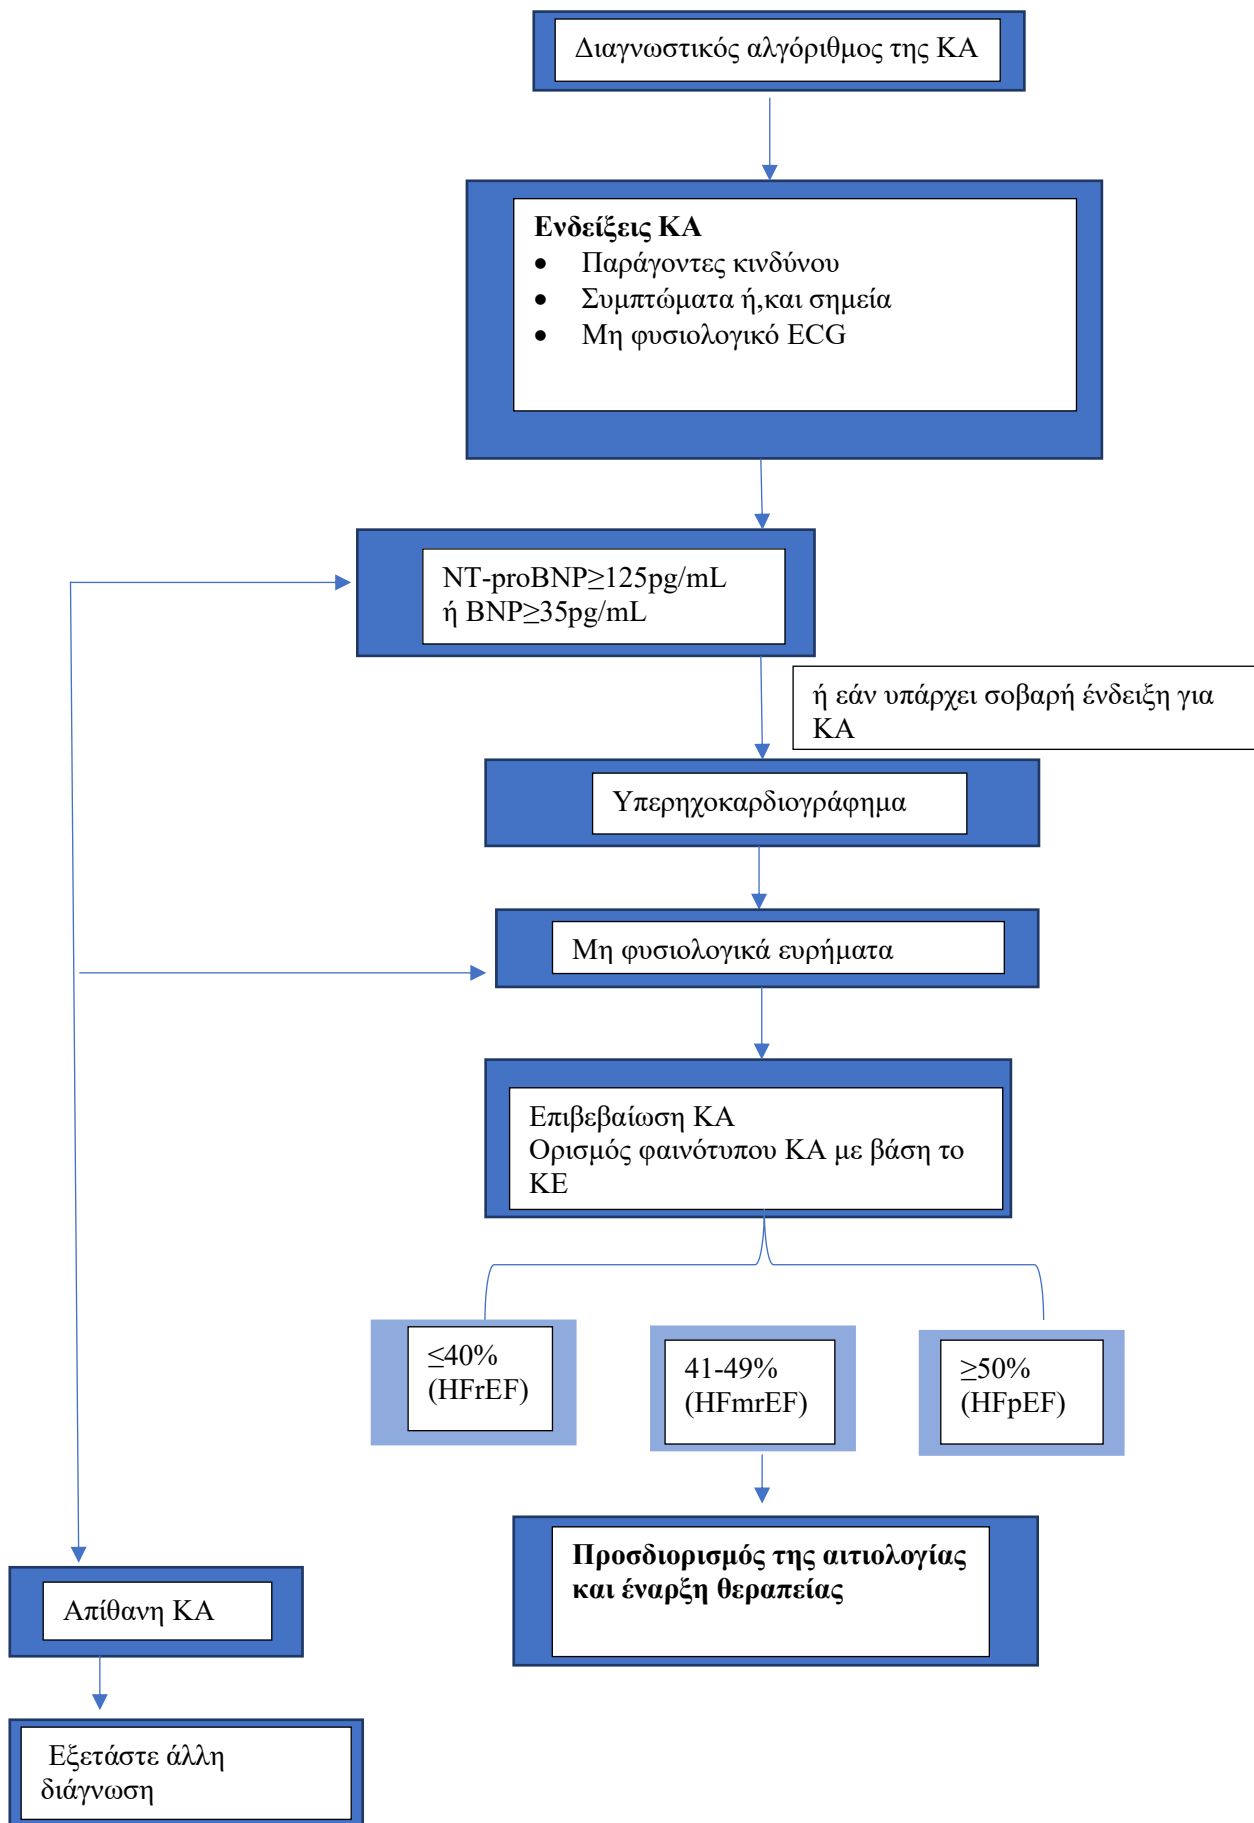 Διαγνωστικός αλγόριθμος της ΚΑ
Ενδείξεις ΚΑ
• Παράγοντες κινδύνου
• Συμπτώματα ή,και σημεία
• Μη φυσιολογικό ECG
NT-proBNP≥125pg/mL
ή BNP≥35pg/mL
ή εάν υπάρχει σοβαρή ένδειξη για
ΚΑ
Υπερηχοκαρδιογράφημα
Μη φυσιολογικά ευρήματα
Επιβεβαίωση ΚΑ
Ορισμός φαινότυπου ΚΑ με βάση το
ΚΕ
≤40%
(HFrEF)
41-49%
(HFmrEF)
≥50%
(HFpEF)
Προσδιορισμός της αιτιολογίας
και έναρξη θεραπείας
Απίθανη ΚΑ
Εξετάστε άλλη
διάγνωση